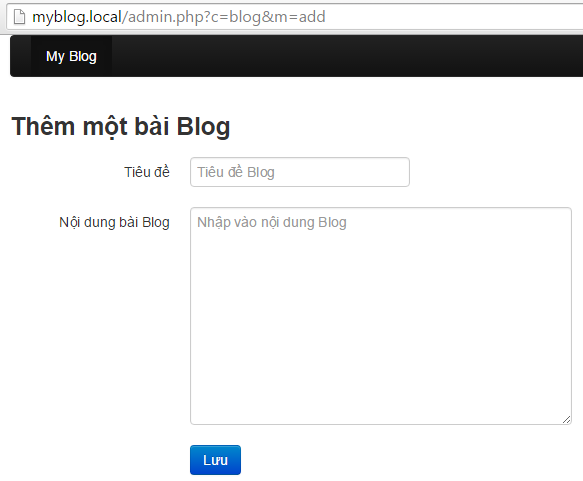 myblog.local/admin.php?c=blog&m=add
My Blog
Thêm một bài Blog
Tiêu đề
Tiêu đề Blog
Nội dung bài Blog
Nhập vào nội dung Blog
Lưu